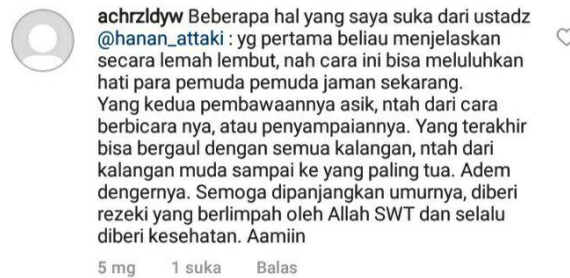 achrzldyw Beberapa hal yang saya suka dari ustadz
@hanan_attaki : yg pertama beliau menjelaskan
secara lemah lembut, nah cara ini bisa meluluhkan
hati para pemuda pemuda jaman sekarang.
Yang kedua pembawaannya asik, ntah dari cara
berbicara nya, atau penyampaiannya. Yang terakhir
bisa bergaul dengan semua kalangan, ntah dari
kalangan muda sampai ke yang paling tua. Adem
dengernya. Semoga dipanjangkan umurnya, diberi
rezeki yang berlimpah oleh Allah SWT dan selalu
diberi kesehatan. Aamiin
5 mg 1 suka Balas